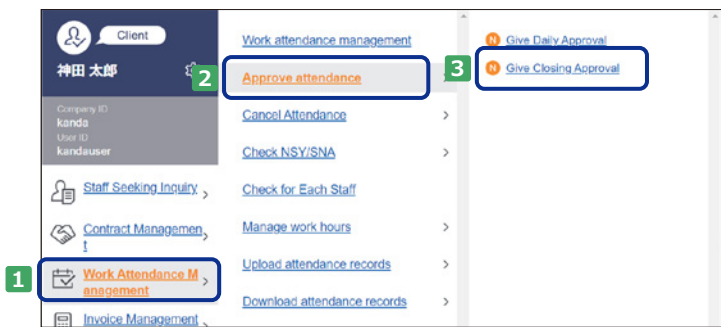 Client
神田 太郎
Company ID
kanda
User ID
kandauser
Staff Seeking Inquiry
Contract Managemen
t
1
Work Attendance M
anagement
Invoice Management
Work attendance management
2
Approve attendance
Cancel Attendance
Check NSY/SNA
Check for Each Staff
Manage work hours
Upload attendance records
Download attendance records
N Give Daily Approval
3
N Give Closing Approval